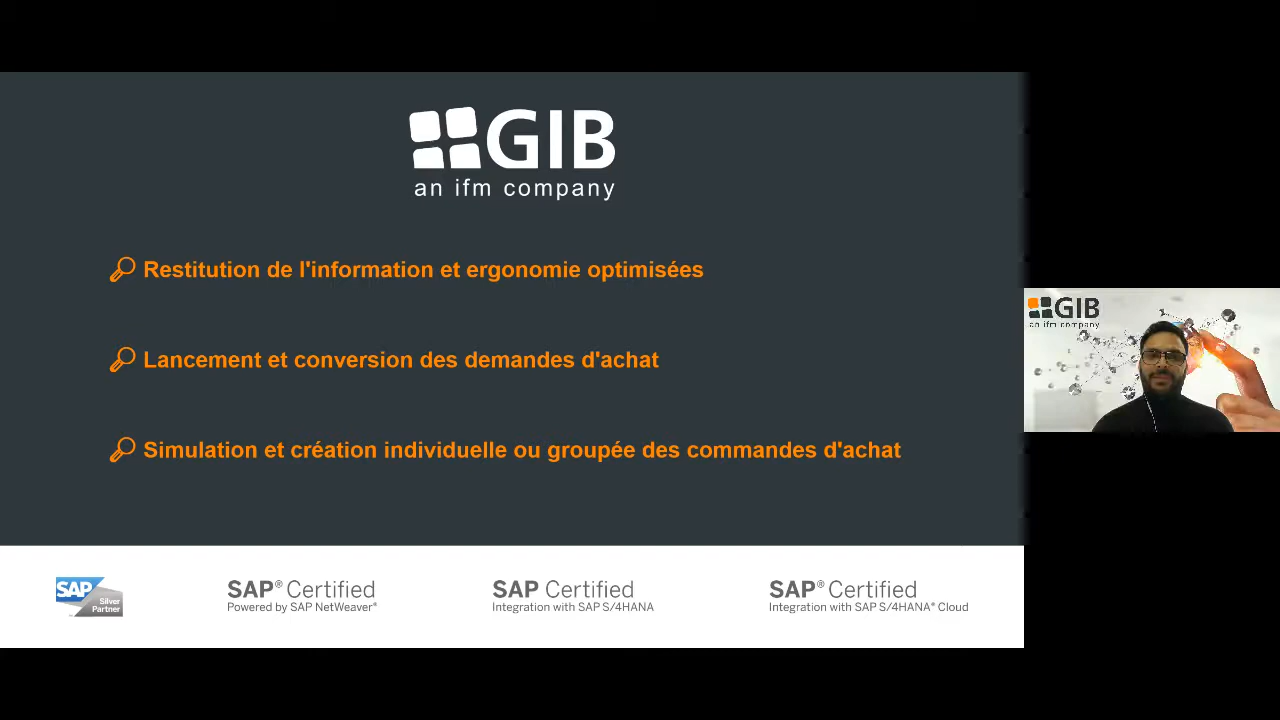 GIB
an ifm company
Restitution de l'information et ergonomie optimisées
Lancement et conversion des demandes d'achat
Simulation et création individuelle ou groupée des commandes d'achat
SAP Silver Partner
SAP® Certified
Powered by SAP NetWeaver®
SAP Certified
Integration with SAP S/4HANA
SAP® Certified
Integration with SAP S/4HANA® Cloud
GIB
an ifm company